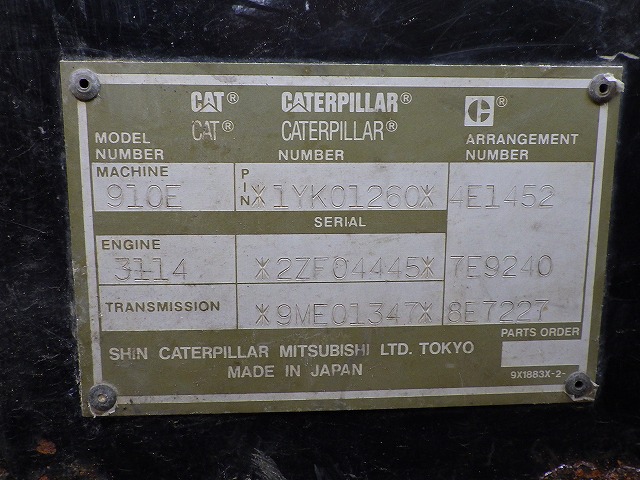 CAT® CATERPILLAR® C®
CAT® CATERPILLAR®
MODEL NUMBER ARRANGEMENT NUMBER
MACHINE PIN
910E *1YK01260* 4E1452
SERIAL
ENGINE
3114 *2ZF04445* 7E9240
TRANSMISSION *9ME01347* 8E7227
PARTS ORDER
SHIN CATERPILLAR MITSUBISHI LTD. TOKYO
MADE IN JAPAN
9X1883X-2-